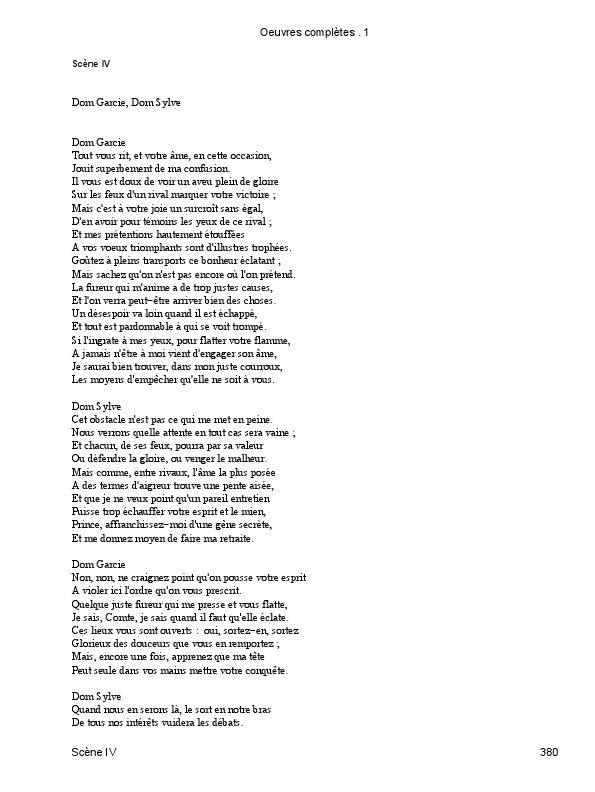 Oeuvres complètes . 1
Scène IV
Dom Garcie, Dom Sylve
Dom Garcie
Tout vous rit, et votre âme, en cette occasion,
Jouit superbement de ma confusion.
Il vous est doux de voir un aveu plein de gloire
Sur les feux d'un rival marquer votre victoire ;
Mais c'est à votre joie un surcroît sans égal,
D'en avoir pour témoins les yeux de ce rival ;
Et mes prétentions hautement étouffées
A vos voeux triomphants sont d'illustres trophées.
Goûtez à pleins transports ce bonheur éclatant ;
Mais sachez qu'on n'est pas encore où l'on prétend.
La fureur qui m'anime a de trop justes causes,
Et l'on verra peut-être arriver bien des choses.
Un désespoir va loin quand il est échappé,
Et tout est pardonnable à qui se voit trompé.
Si l'ingrate à mes yeux, pour flatter votre flamme,
A jamais n'être à moi vient d'engager son âme,
Je saurai bien trouver, dans mon juste courroux,
Les moyens d'empêcher qu'elle ne soit à vous.
Dom Sylve
Cet obstacle n'est pas ce qui me met en peine.
Nous verrons quelle attente en tout cas sera vaine ;
Et chacun, de ses feux, pourra par sa valeur
Ou défendre la gloire, ou venger le malheur.
Mais comme, entre rivaux, l'âme la plus posée
A des termes d'aigreur trouve une pente aisée,
Et que je ne veux point qu'un pareil entretien
Puisse trop échauffer votre esprit et le mien,
Prince, affranchissez-moi d'une gêne secrète,
Et me donnez moyen de faire ma retraite.
Dom Garcie
Non, non, ne craignez point qu'on pousse votre esprit
A violer ici l'ordre qu'on vous prescrit.
Quelque juste fureur qui me presse et vous flatte,
Je sais, Comte, je sais quand il faut qu'elle éclate.
Ces lieux vous sont ouverts : oui, sortez-en, sortez
Glorieux des douceurs que vous en remportez ;
Mais, encore une fois, apprenez que ma tête
Peut seule dans vos mains mettre votre conquête.
Dom Sylve
Quand nous en serons là, le sort en notre bras
De tous nos intérêts vuidera les débats.
Scène IV 380